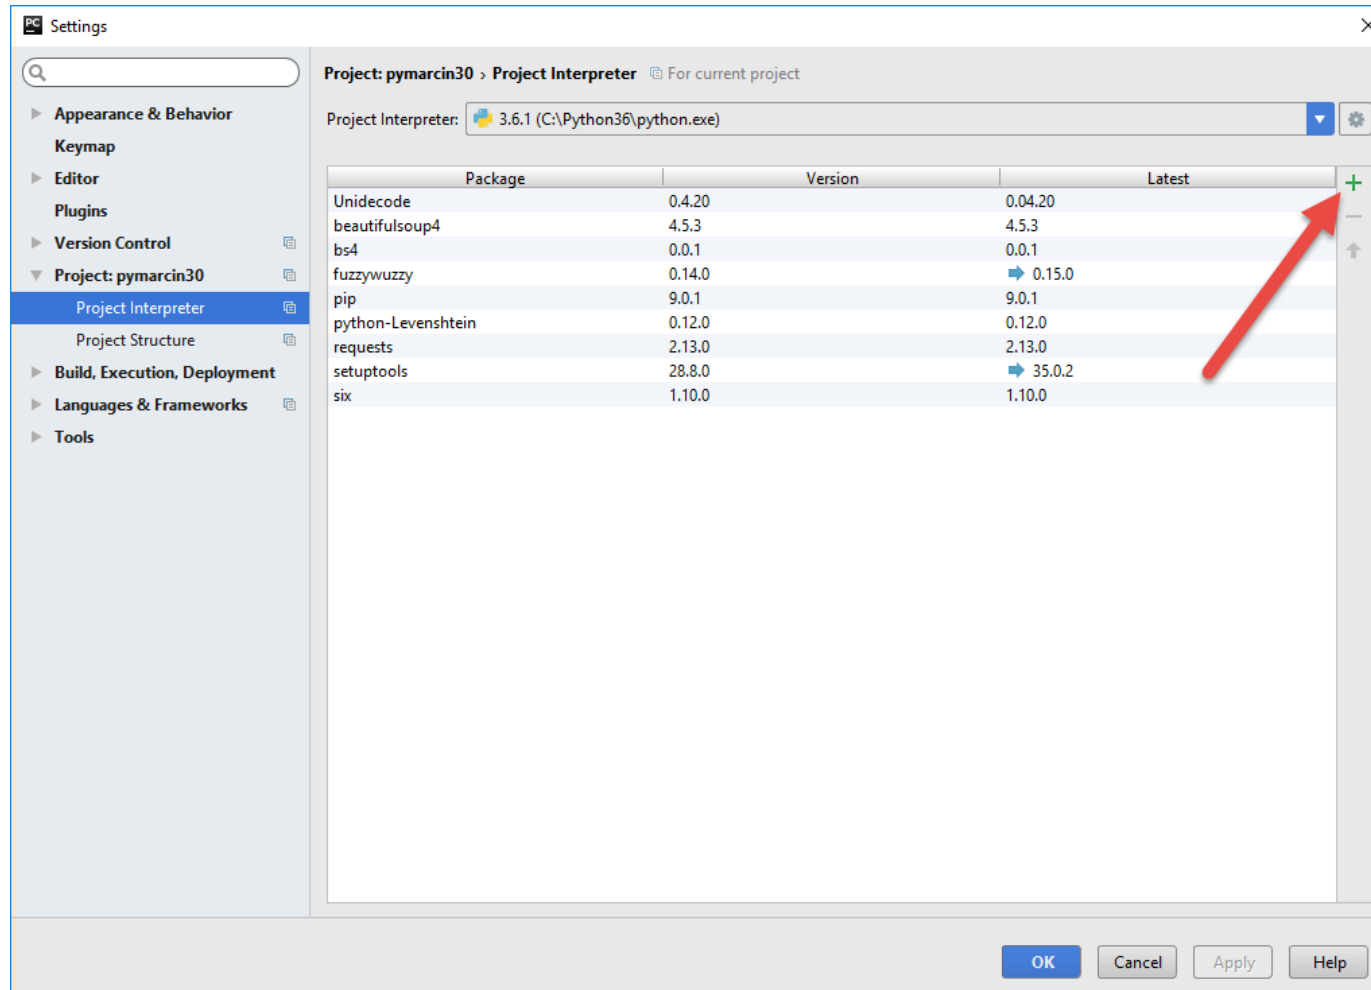 PC Settings
Project: pymarcin30 › Project Interpreter For current project
Appearance & Behavior
Keymap
Editor
Plugins
Version Control
Project: pymarcin30
Project Interpreter
Project Structure
Build, Execution, Deployment
Languages & Frameworks
Tools
Project Interpreter: 3.6.1 (C:\Python36\python.exe)
Package Version Latest
Unidecode 0.4.20 0.04.20
beautifulsoup4 4.5.3 4.5.3
bs4 0.0.1 0.0.1
fuzzywuzzy 0.14.0 0.15.0
pip 9.0.1 9.0.1
python-Levenshtein 0.12.0 0.12.0
requests 2.13.0 2.13.0
setuptools 28.8.0 35.0.2
six 1.10.0 1.10.0
OK Cancel Apply Help